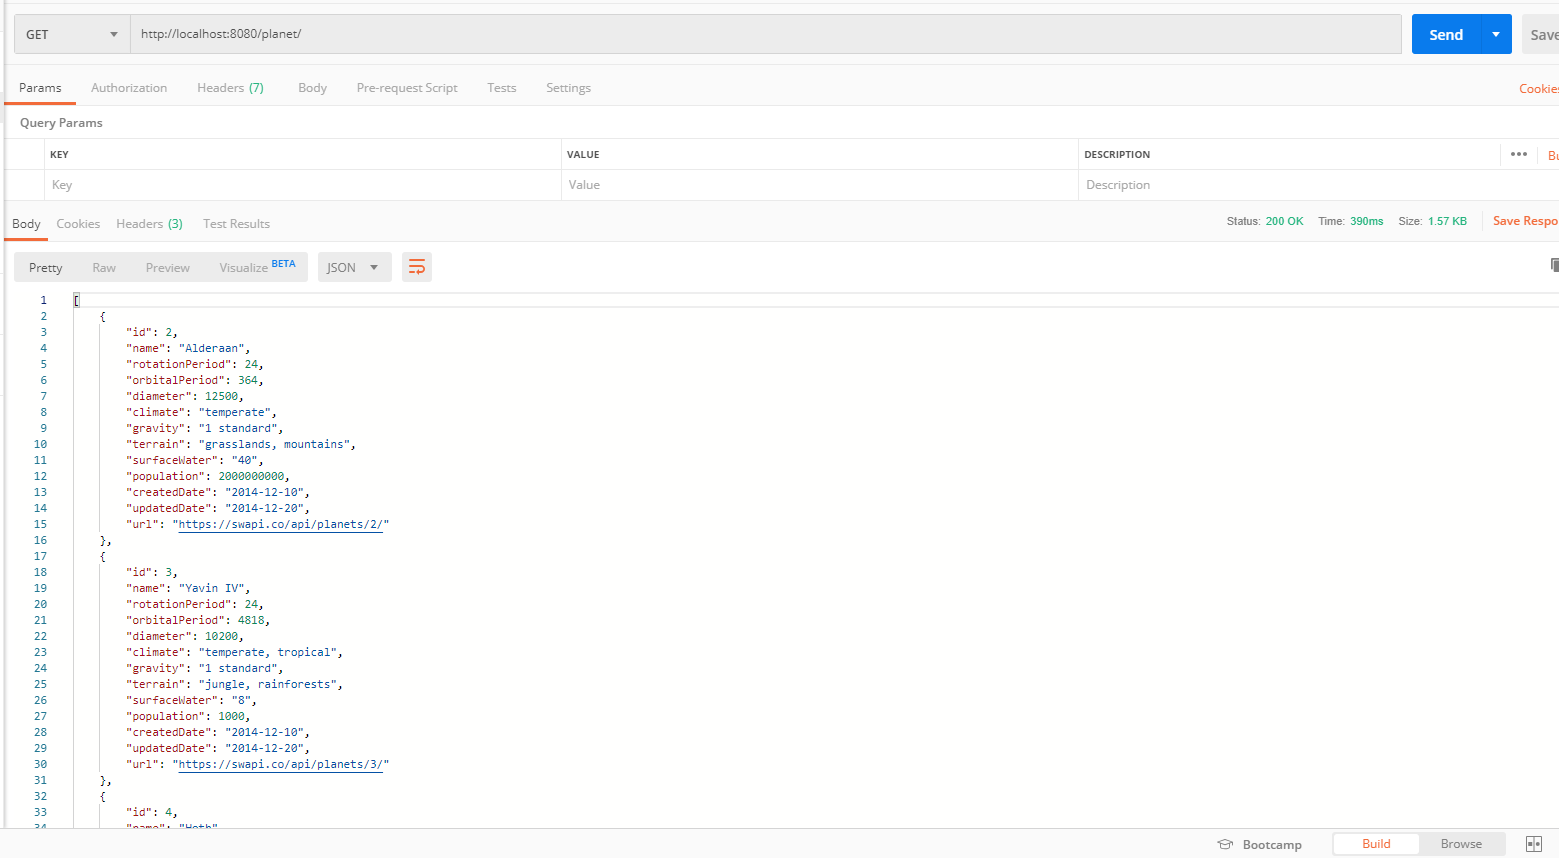 GET http://localhost:8080/planet/ Send Save
Params Authorization Headers (7) Body Pre-request Script Tests Settings Cookies
Query Params
KEY VALUE DESCRIPTION ••• Bu
Key Value Description
Body Cookies Headers (3) Test Results Status: 200 OK Time: 390ms Size: 1.57 KB Save Respo
Pretty Raw Preview Visualize BETA JSON
1 [
2 {
3 "id": 2,
4 "name": "Alderaan",
5 "rotationPeriod": 24,
6 "orbitalPeriod": 364,
7 "diameter": 12500,
8 "climate": "temperate",
9 "gravity": "1 standard",
10 "terrain": "grasslands, mountains",
11 "surfaceWater": "40",
12 "population": 2000000000,
13 "createdDate": "2014-12-10",
14 "updatedDate": "2014-12-20",
15 "url": "https://swapi.co/api/planets/2/"
16 },
17 {
18 "id": 3,
19 "name": "Yavin IV",
20 "rotationPeriod": 24,
21 "orbitalPeriod": 4818,
22 "diameter": 10200,
23 "climate": "temperate, tropical",
24 "gravity": "1 standard",
25 "terrain": "jungle, rainforests",
26 "surfaceWater": "8",
27 "population": 1000,
28 "createdDate": "2014-12-10",
29 "updatedDate": "2014-12-20",
30 "url": "https://swapi.co/api/planets/3/"
31 },
32 {
33 "id": 4,
34 "name": "Hoth"
Bootcamp Build Browse